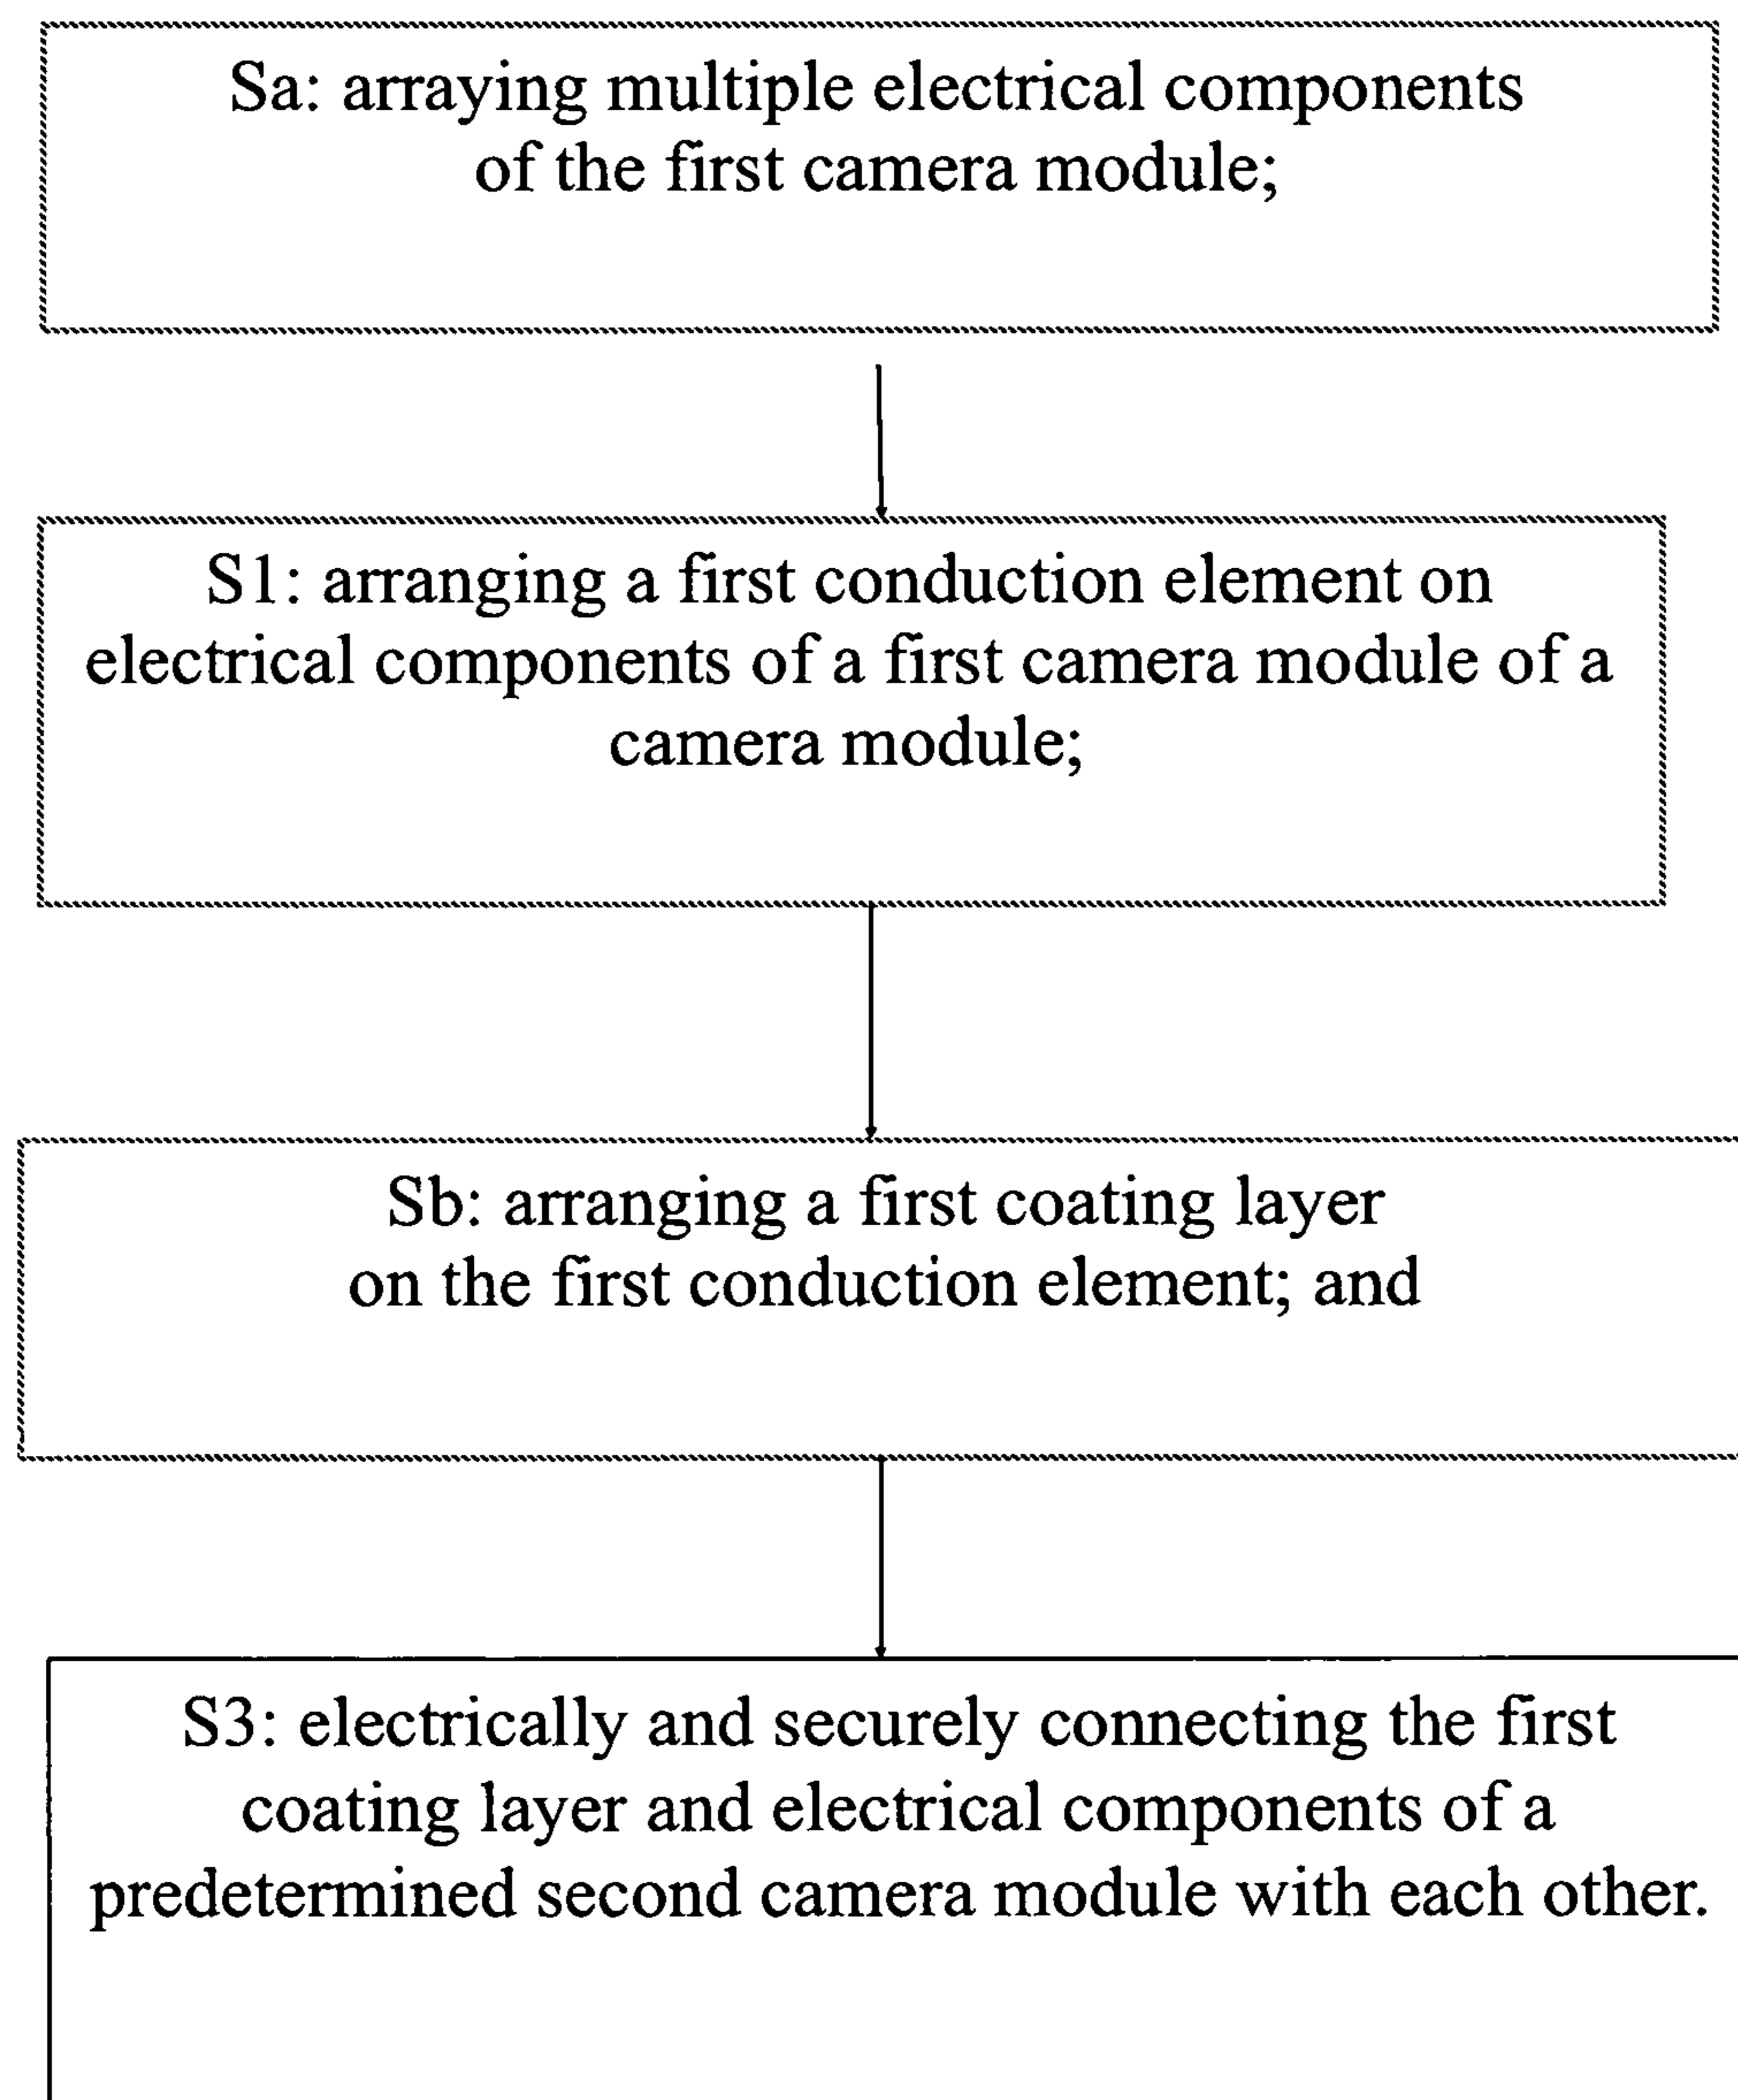 Sa: arraying multiple electrical components
of the first camera module;
S1: arranging a first conduction element on
electrical components of a first camera module of a
camera module;
Sb: arranging a first coating layer
on the first conduction element; and
S3: electrically and securely connecting the first
coating layer and electrical components of a
predetermined second camera module with each other.